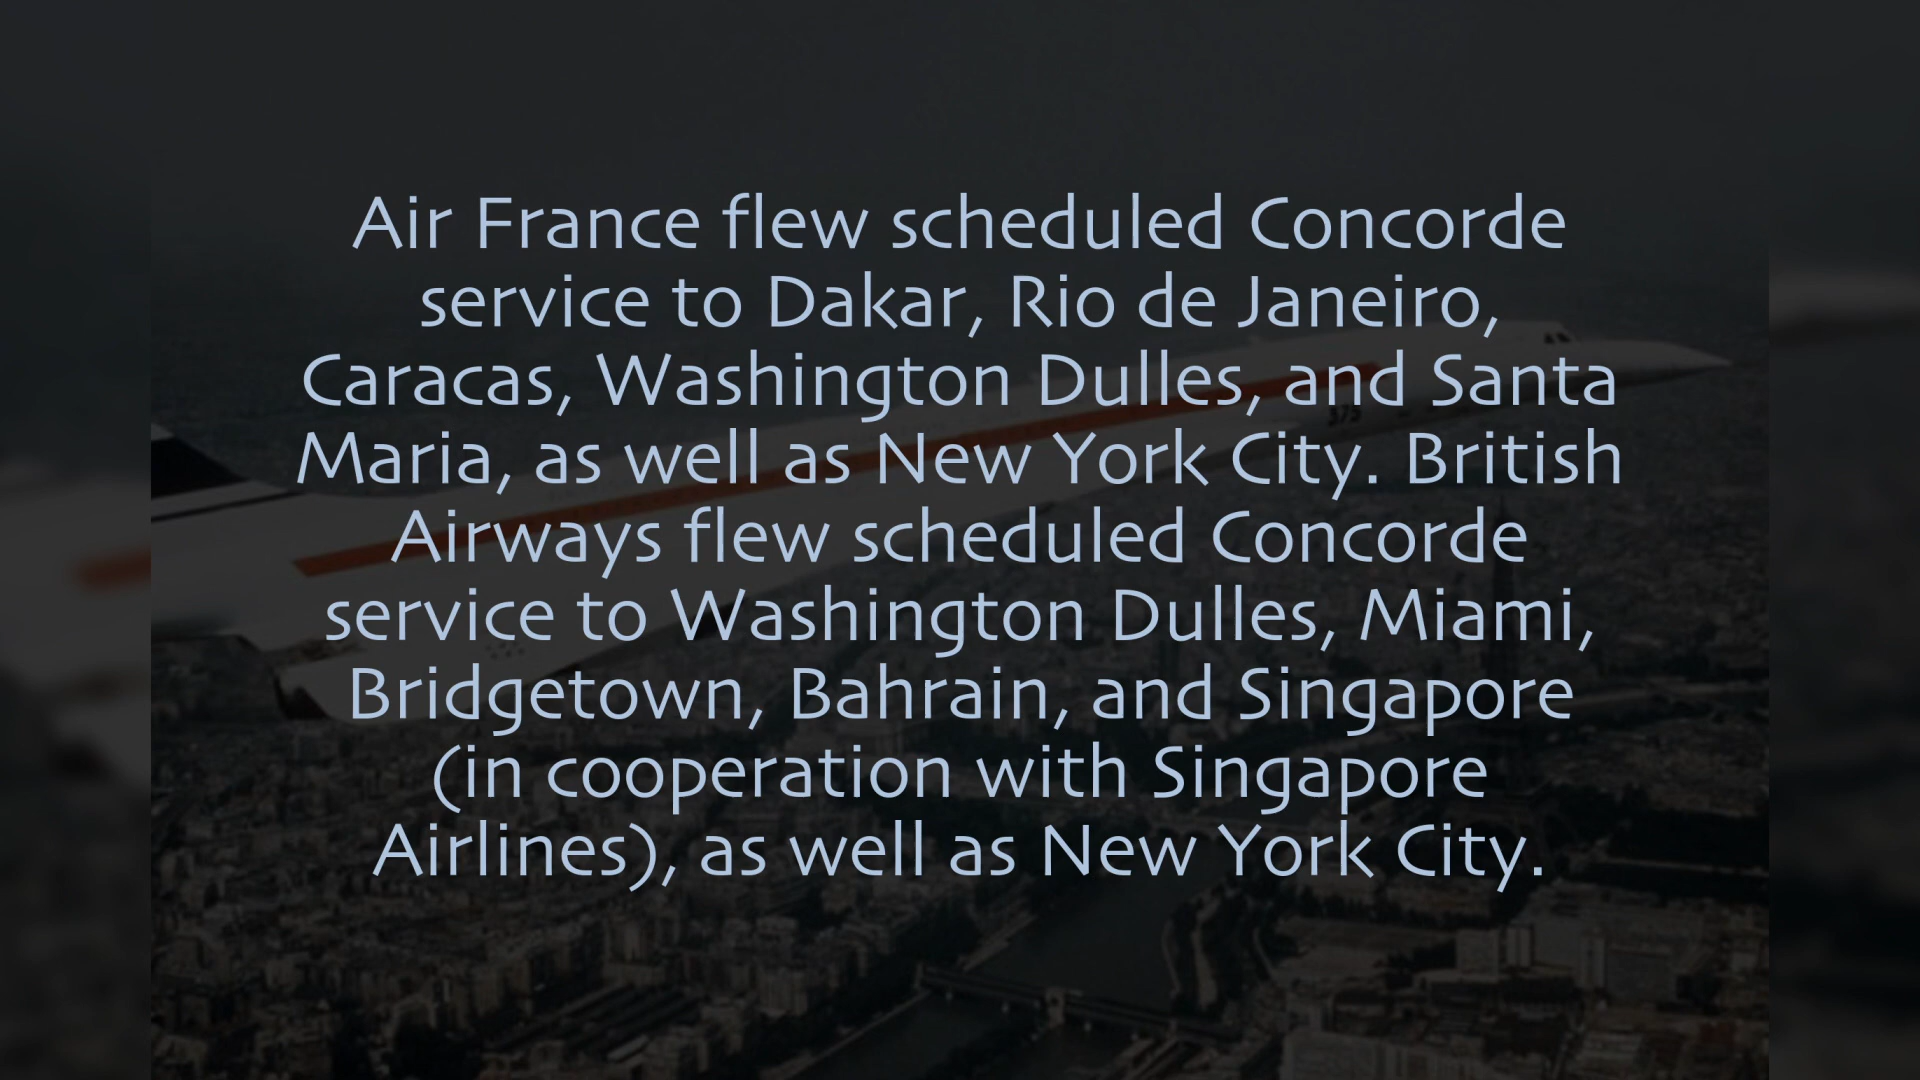 Air France flew scheduled Concorde
service to Dakar, Rio de Janeiro,
Caracas, Washington Dulles, and Santa
Maria, as well as New York City. British
Airways flew scheduled Concorde
service to Washington Dulles, Miami,
Bridgetown, Bahrain, and Singapore
(in cooperation with Singapore
Airlines), as well as New York City.
375